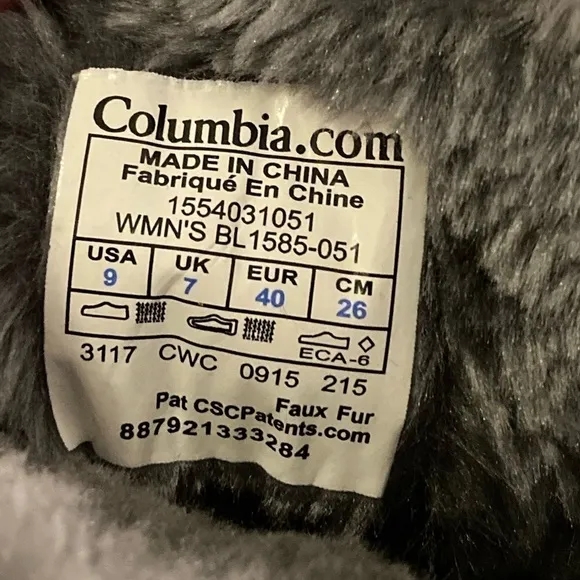 Columbia.com
MADE IN CHINA
Fabriqué En Chine
1554031051
WMN'S BL1585-051
USA UK EUR CM
9 7 40 26
ECA-6
3117 CWC 0915 215
Faux Fur
Pat CSCPatents.com
887921333284